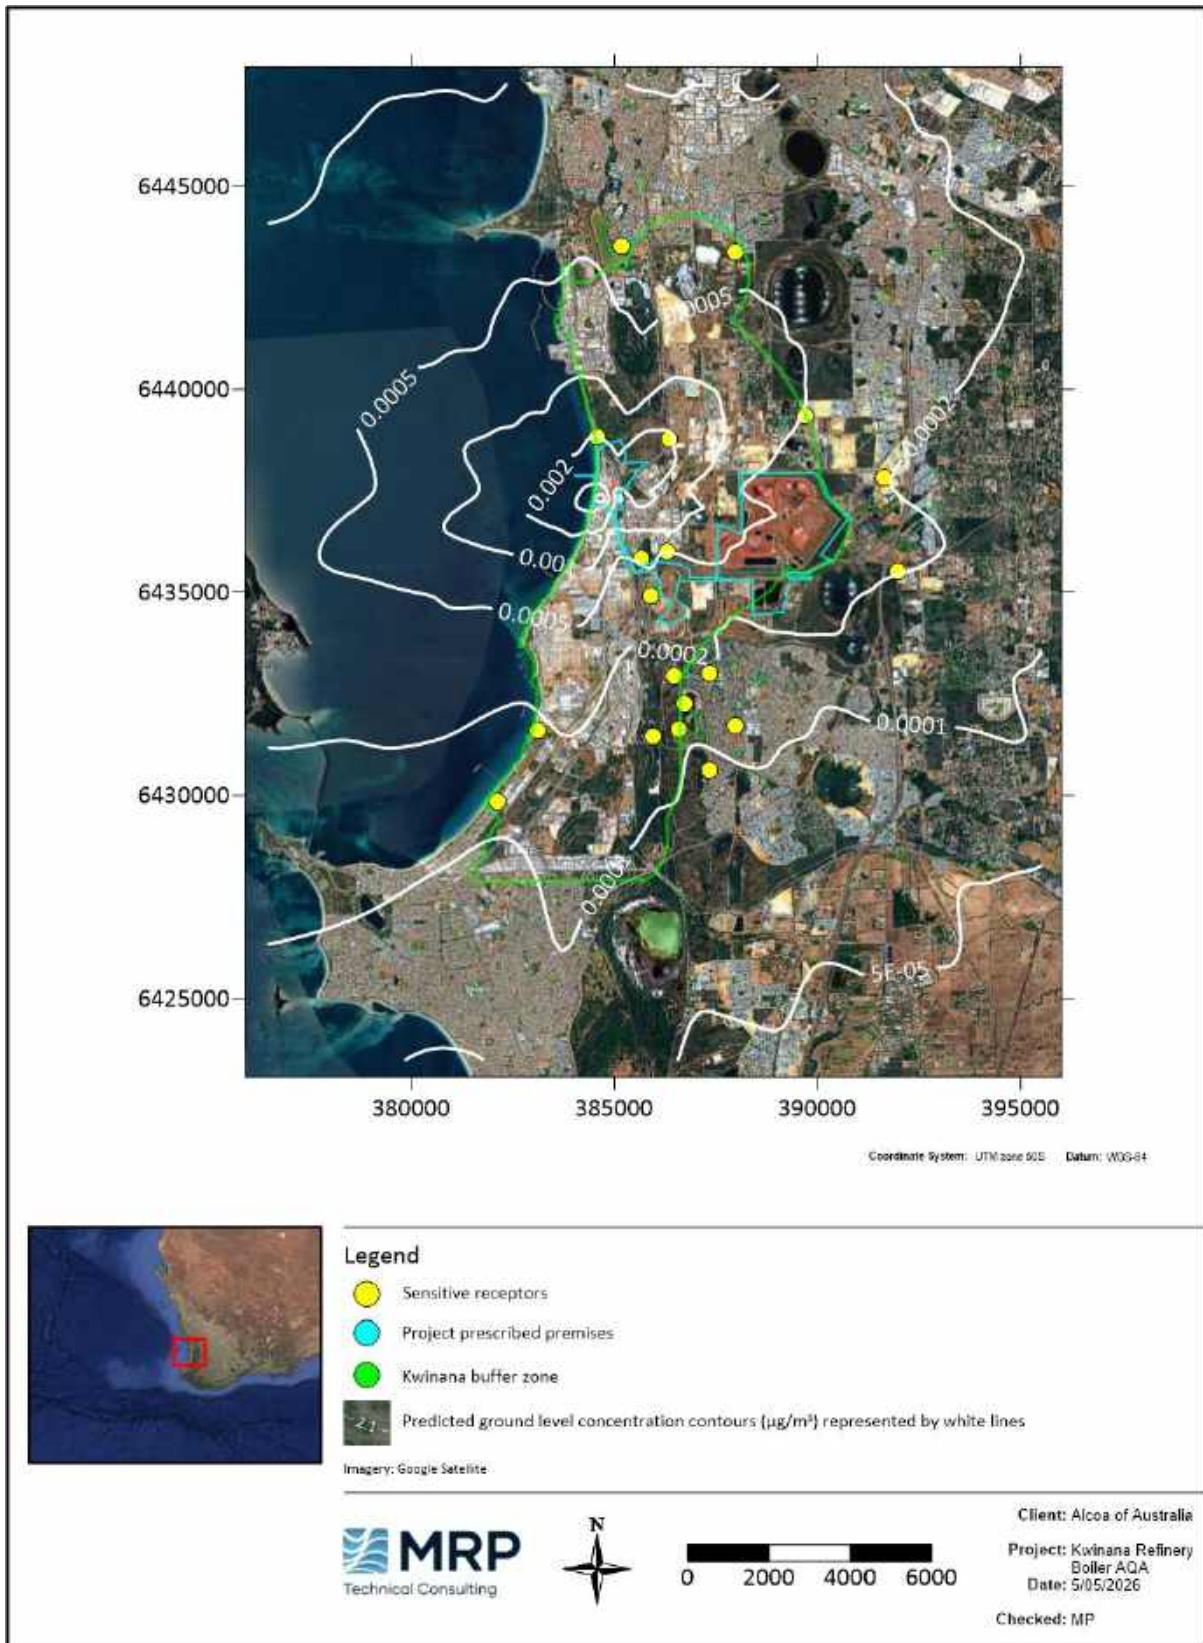 6445000
6440000
6435000
6430000
6425000
380000
385000
390000
395000
0.0005
0.0005
0.0002
0.002
0.00
0.0005
0.0002
0.0001
5E-05
Coordinate System: UTM zone 50S Datum: WGS-84
Legend
Sensitive receptors
Project prescribed premises
Kwinana buffer zone
Predicted ground level concentration contours (µg/m³) represented by white lines
Imagery: Google Satellite
MRP
Technical Consulting
N
0 2000 4000 6000
Client: Alcoa of Australia
Project: Kwinana Refinery
Boiler AQA
Date: 5/05/2026
Checked: MP